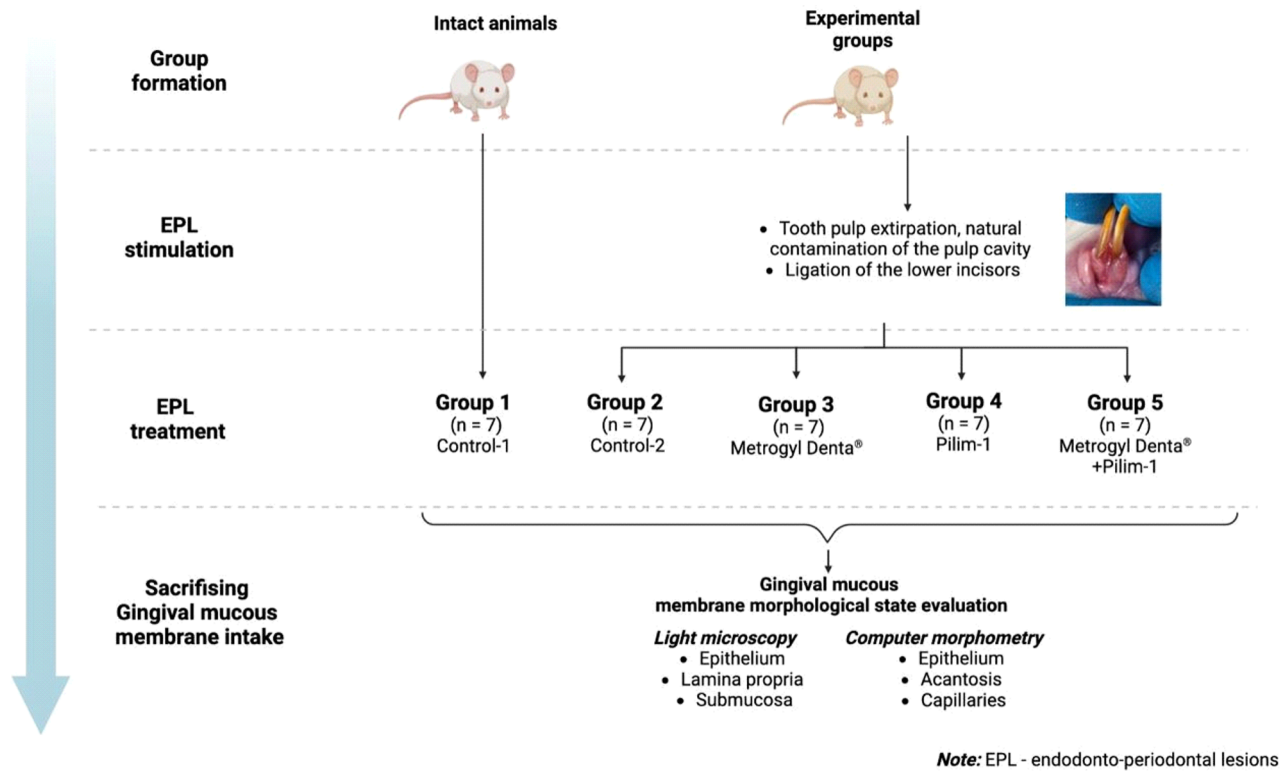 Intact animals
Experimental
groups
Group
formation
EPL
stimulation
• Tooth pulp extirpation, natural
contamination of the pulp cavity
• Ligation of the lower incisors
EPL
treatment
Group 1
(n = 7)
Control-1
Group 2
(n = 7)
Control-2
Group 3
(n = 7)
Metrogyl Denta®
Group 4
(n = 7)
Pilim-1
Group 5
(n = 7)
Metrogyl Denta®
+Pilim-1
Sacrifising
Gingival mucous
membrane intake
Gingival mucous
membrane morphological state evaluation
Light microscopy
• Epithelium
• Lamina propria
• Submucosa
Computer morphometry
• Epithelium
• Acantosis
• Capillaries
Note: EPL - endodonto-periodontal lesions